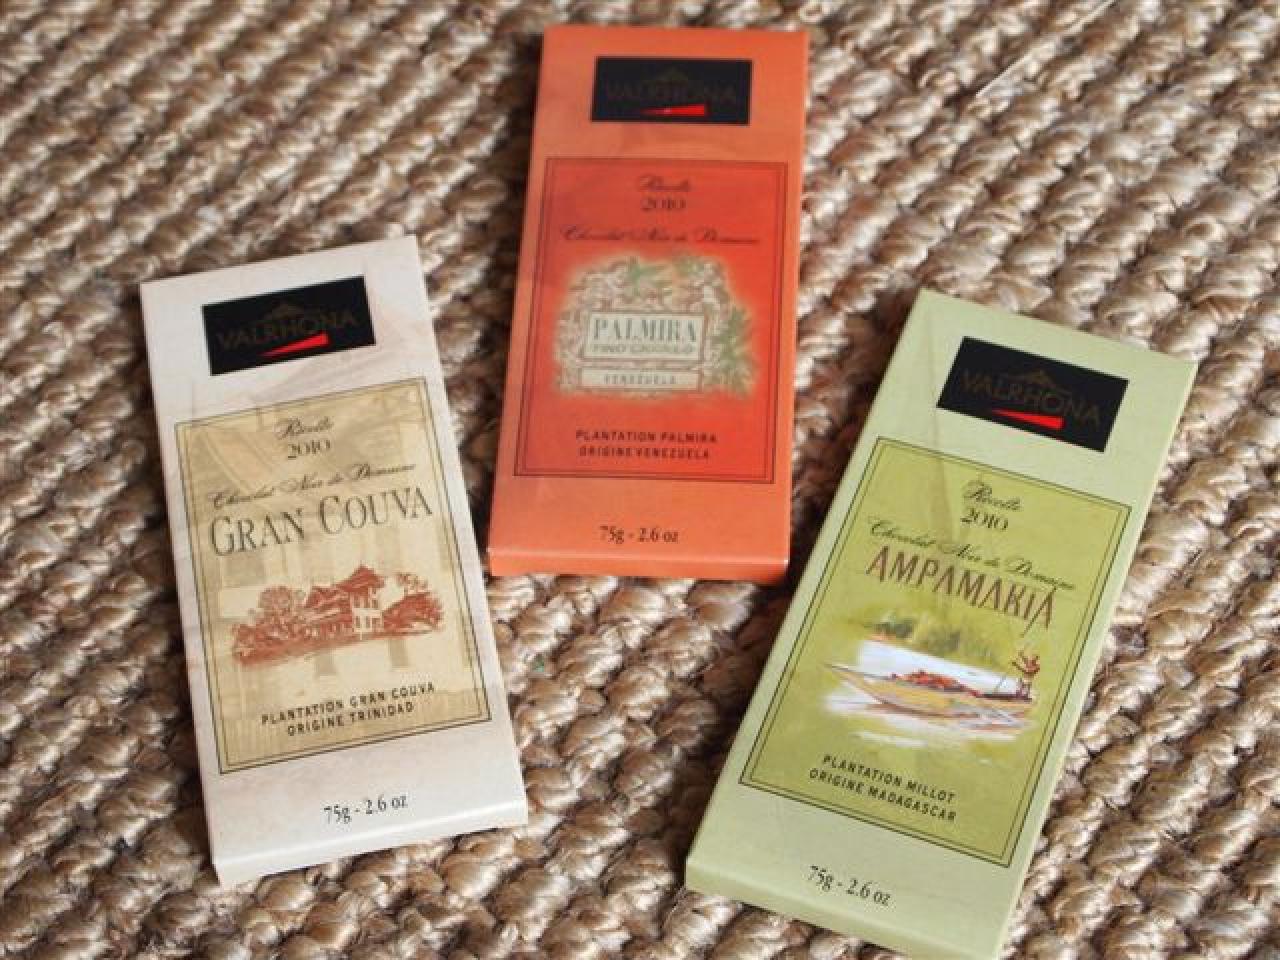 VALRHONA
Récolte
2010
Chocolat Noir de Domaine
GRAN COUVA
PLANTATION GRAN COUVA
ORIGINE TRINIDAD
75g - 2.6 oz
VALRHONA
Récolte
2010
Chocolat Noir de Domaine
PALMIRA
FINO CRIOLLO
VENEZUELA
PLANTATION PALMIRA
ORIGINE VENEZUELA
75g - 2.6 oz
VALRHONA
Récolte
2010
Chocolat Noir de Domaine
AMPAMAKIA
PLANTATION MILLOT
ORIGINE MADAGASCAR
75g - 2.6 oz